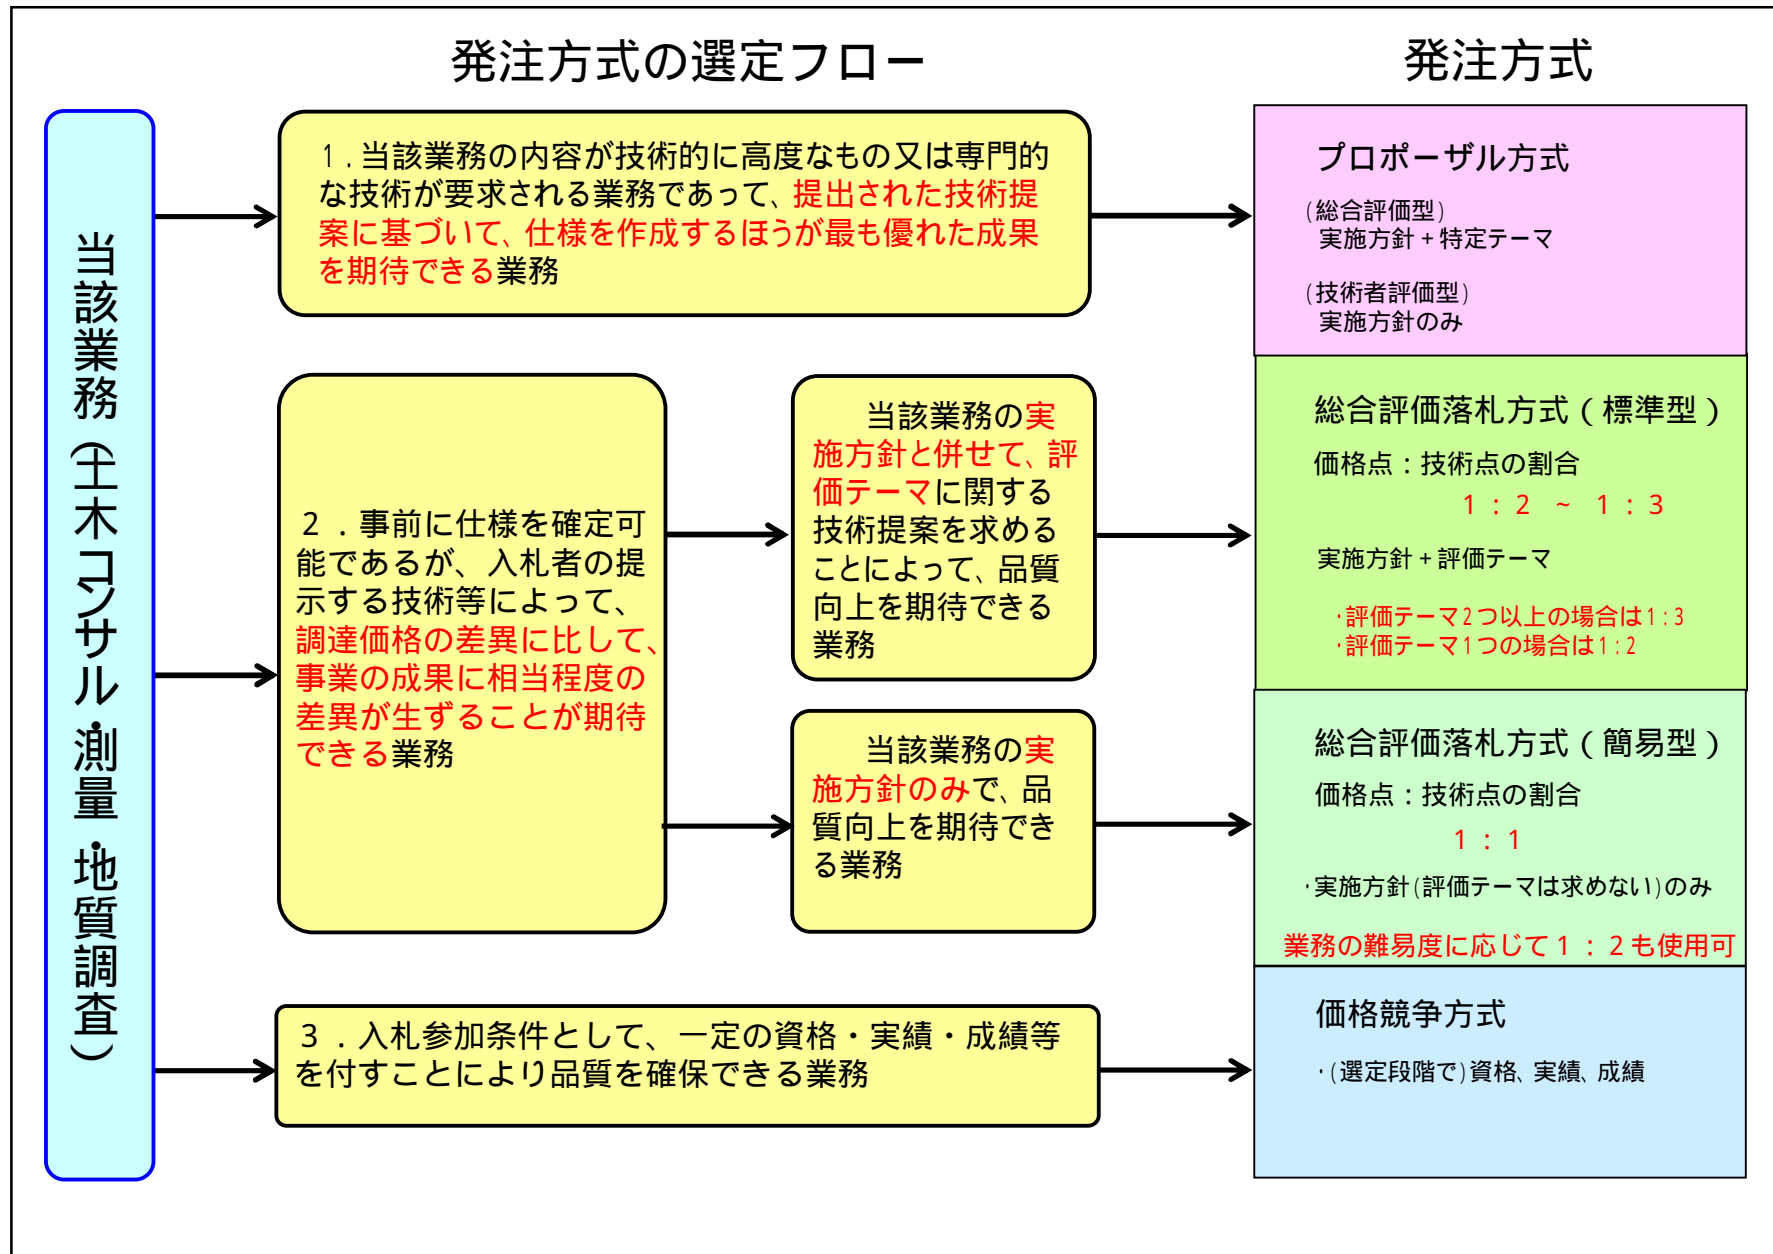 発注方式の選定フロー
発注方式
当該業務（土木コンサル・測量・地質調査）
1．当該業務の内容が技術的に高度なもの又は専門的
な技術が要求される業務であって、提出された技術提
案に基づいて、仕様を作成するほうが最も優れた成果
を期待できる業務
プロポーザル方式
(総合評価型)
実施方針＋特定テーマ
(技術者評価型)
実施方針のみ
２．事前に仕様を確定可
能であるが、入札者の提
示する技術等によって、
調達価格の差異に比して、
事業の成果に相当程度の
差異が生ずることが期待
できる業務
当該業務の実
施方針と併せて、評
価テーマに関する
技術提案を求める
ことによって、品質
向上を期待できる
業務
総合評価落札方式（標準型）
価格点：技術点の割合
１：２ ～ １：３
実施方針＋評価テーマ
・評価テーマ2つ以上の場合は1:3
・評価テーマ1つの場合は1:2
当該業務の実
施方針のみで、品
質向上を期待でき
る業務
総合評価落札方式（簡易型）
価格点：技術点の割合
１：１
・実施方針(評価テーマは求めない)のみ
業務の難易度に応じて１：２も使用可
３．入札参加条件として、一定の資格・実績・成績等
を付すことにより品質を確保できる業務
価格競争方式
・(選定段階で)資格、実績、成績